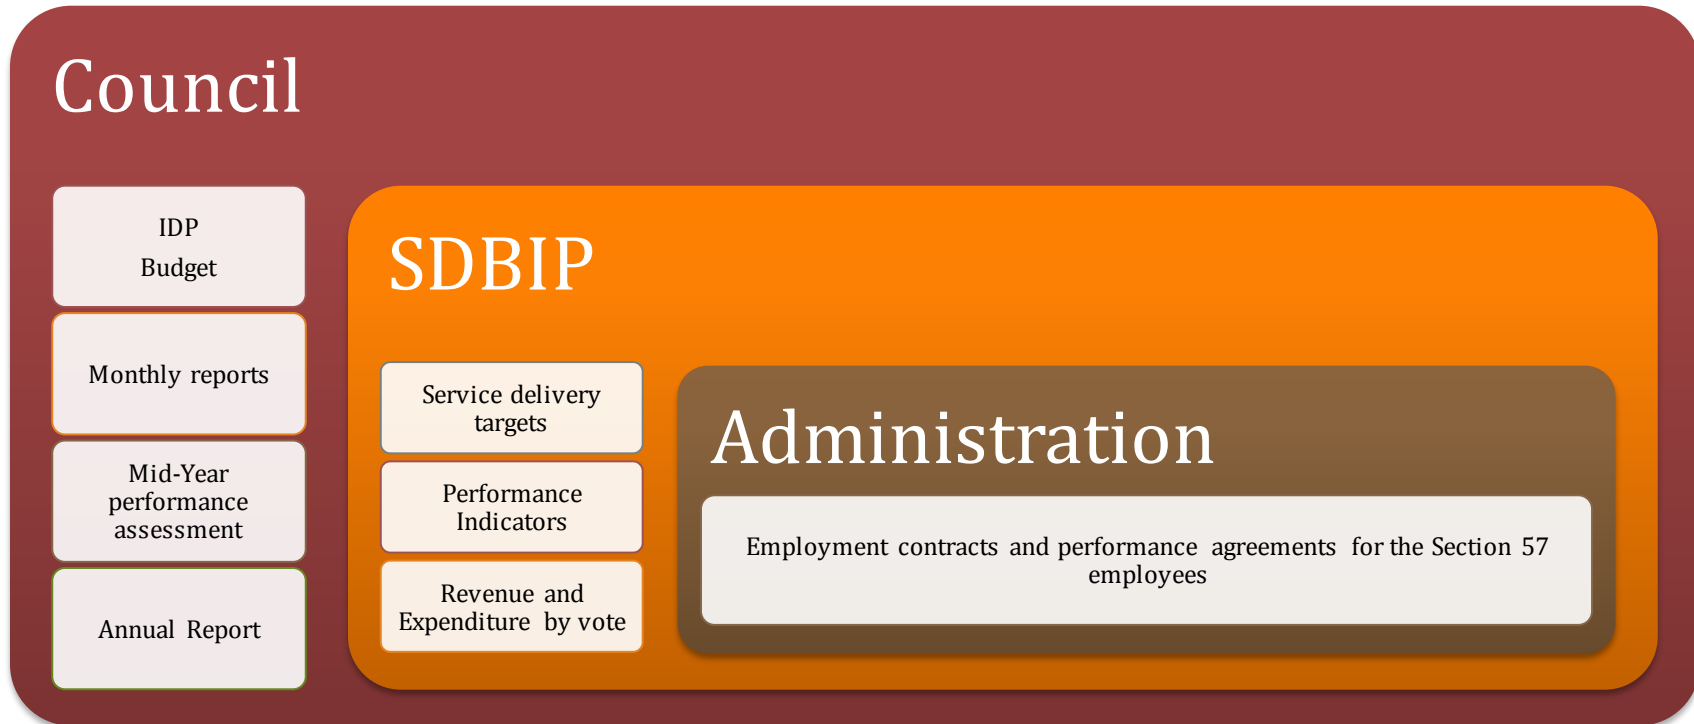 Council
IDP
Budget
Monthly reports
Mid-Year
performance
assessment
Annual Report
SDBIP
Service delivery
targets
Performance
Indicators
Revenue and
Expenditure by vote
Administration
Employment contracts and performance agreements for the Section 57
employees